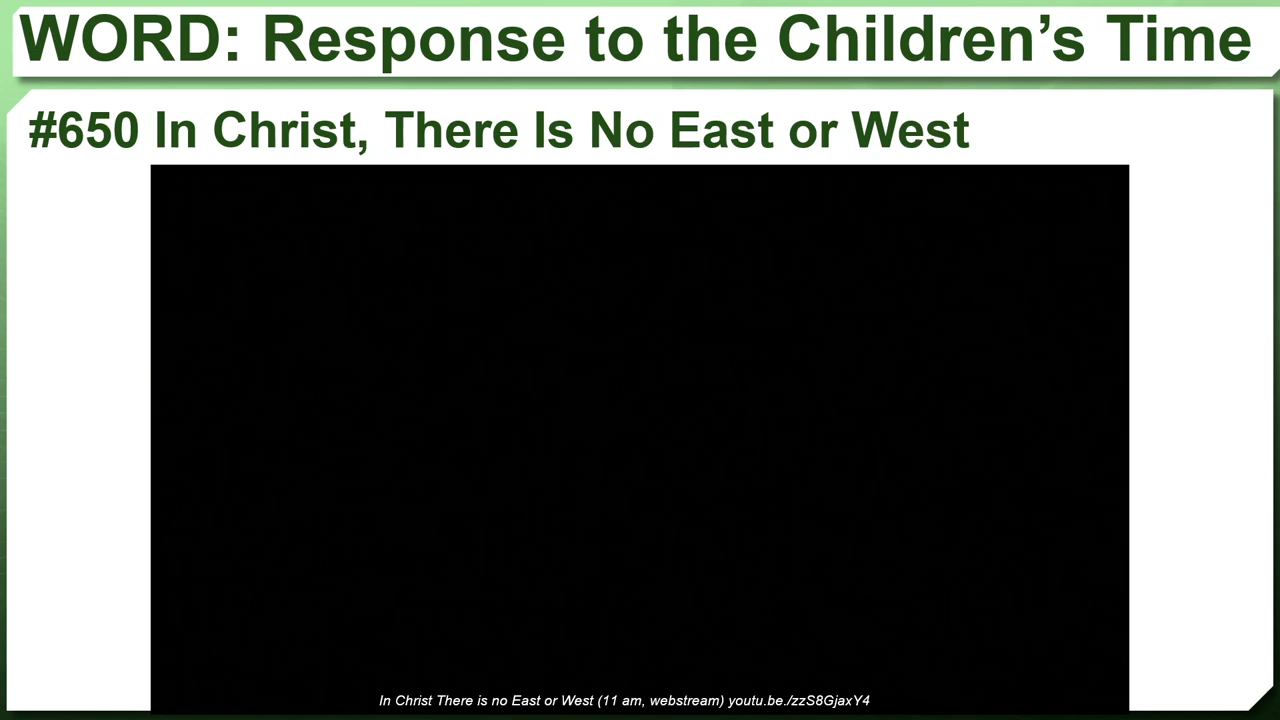 WORD: Response to the Children’s Time
#650 In Christ, There Is No East or West
In Christ There is no East or West (11 am, webstream) youtu.be./zzS8GjaxY4